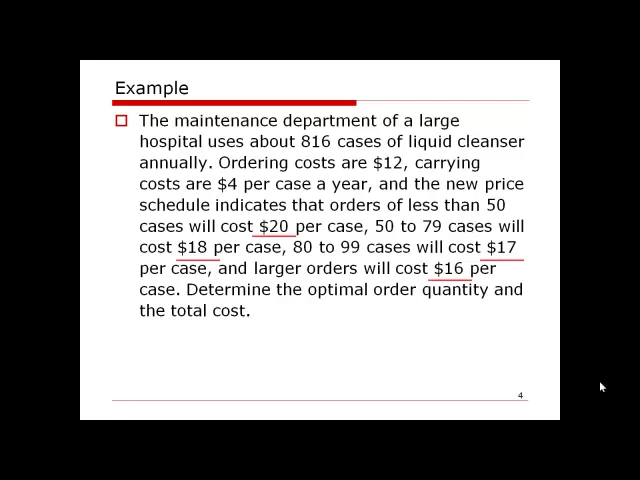 Example
The maintenance department of a large
hospital uses about 816 cases of liquid cleanser
annually. Ordering costs are $12, carrying
costs are $4 per case a year, and the new price
schedule indicates that orders of less than 50
cases will cost $20 per case, 50 to 79 cases will
cost $18 per case, 80 to 99 cases will cost $17
per case, and larger orders will cost $16 per
case. Determine the optimal order quantity and
the total cost.
4